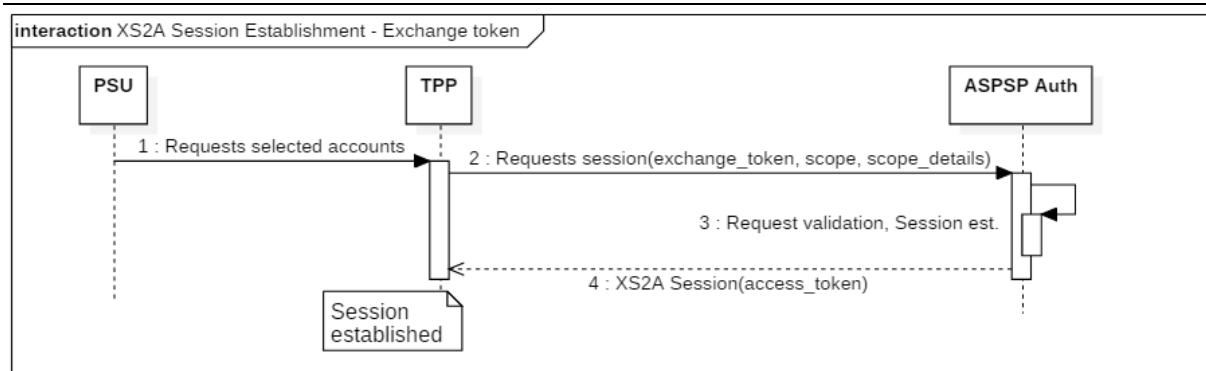 interaction XS2A Session Establishment - Exchange token
PSU
TPP
ASPSP Auth
1 : Requests selected accounts
2 : Requests session(exchange_token, scope, scope_details)
3 : Request validation, Session est.
4 : XS2A Session(access_token)
Session
established